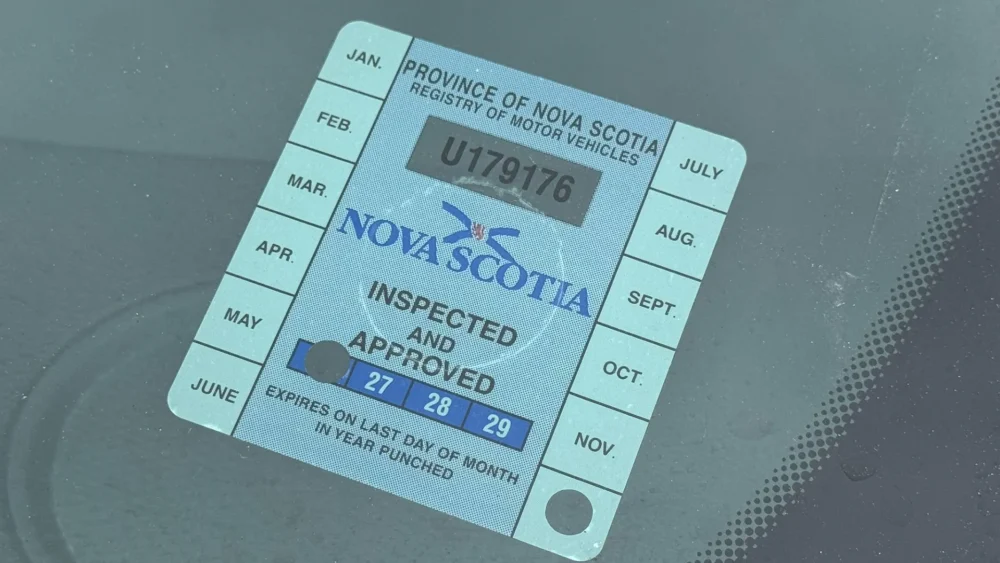 JAN.
FEB.
MAR.
APR.
MAY
JUNE
PROVINCE OF NOVA SCOTIA
REGISTRY OF MOTOR VEHICLES
U179176
NOVA SCOTIA
INSPECTED
AND
APPROVED
27 28 29
EXPIRES ON LAST DAY OF MONTH
IN YEAR PUNCHED
JULY
AUG.
SEPT.
OCT.
NOV.